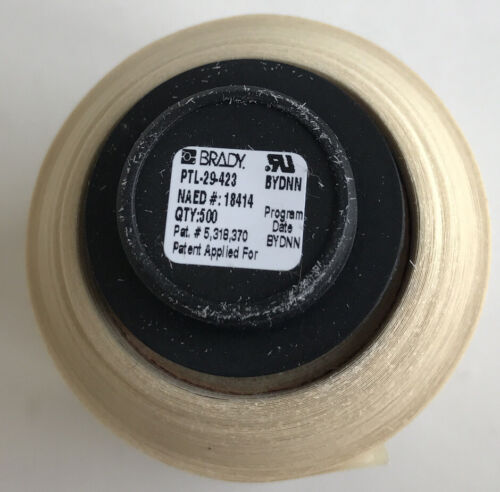 BRADY. UR
PTL-29-423 BYDNN
NAED #: 18414
QTY:500 Program
Pat. # 5,318,370 Date
Patent Applied For BYDNN